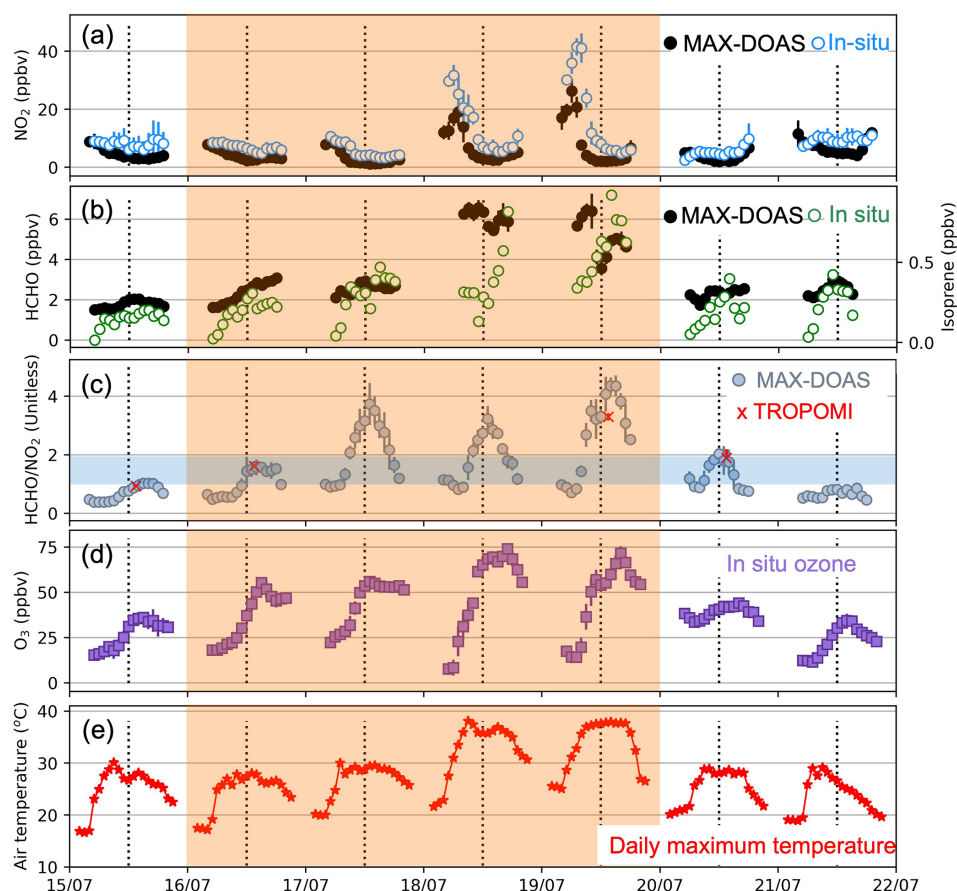 (a)
NO₂ (ppbv)
40
20
0
MAX-DOAS In-situ
(b)
HCHO (ppbv)
6
4
2
0
MAX-DOAS In situ
Isoprene (ppbv)
0.5
0.0
(c)
HCHO/NO₂ (Unitless)
4
2
0
MAX-DOAS
x TROPOMI
(d)
O₃ (ppbv)
75
50
25
0
In situ ozone
(e)
Air temperature (°C)
40
30
20
10
Daily maximum temperature
15/07 16/07 17/07 18/07 19/07 20/07 21/07 22/07